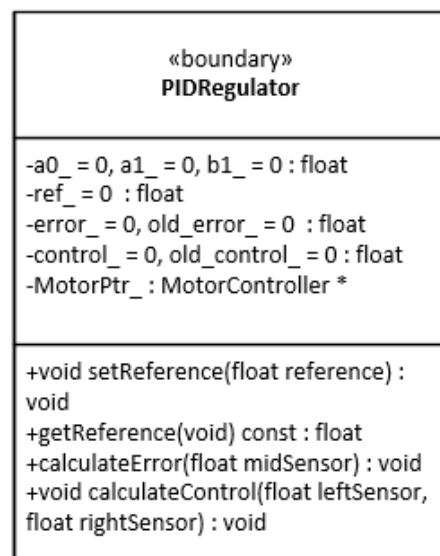 «boundary»
PIDRegulator
-a0_ = 0, a1_ = 0, b1_ = 0 : float
-ref_ = 0 : float
-error_ = 0, old_error_ = 0 : float
-control_ = 0, old_control_ = 0 : float
-MotorPtr_ : MotorController *
+void setReference(float reference) :
void
+getReference(void) const : float
+calculateError(float midSensor) : void
+void calculateControl(float leftSensor,
float rightSensor) : void